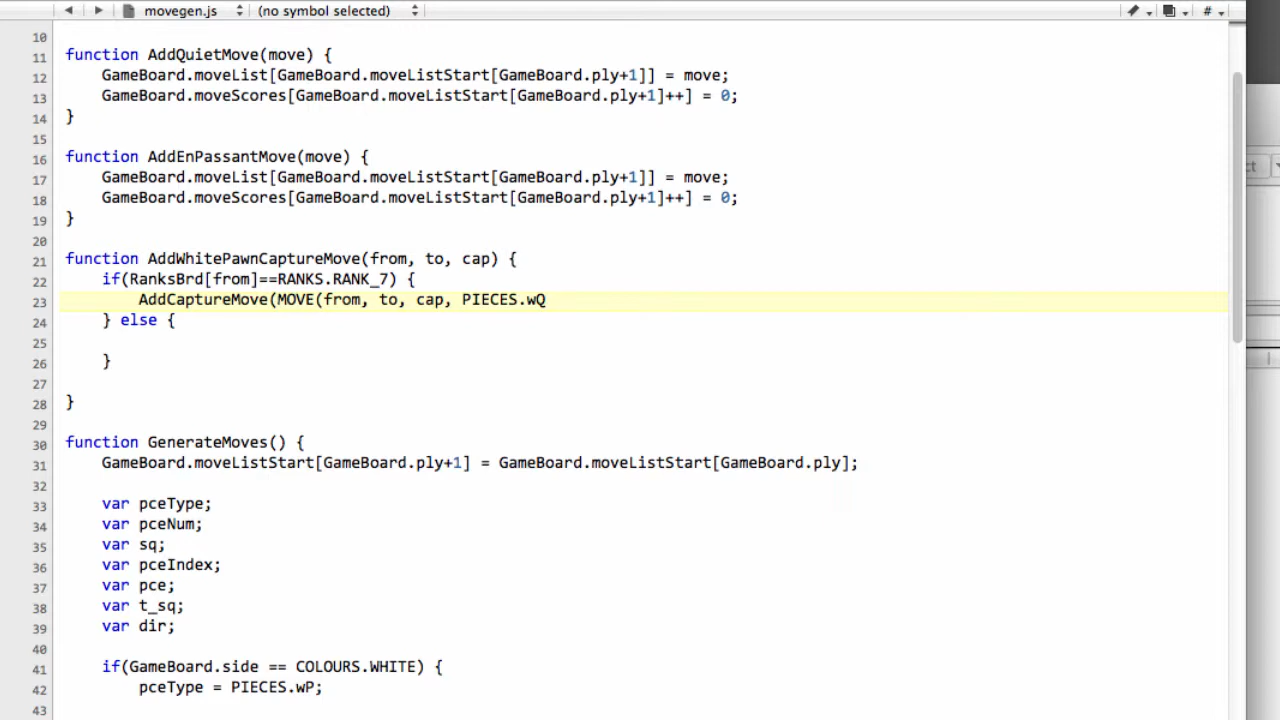 movegen.js (no symbol selected) #
10
11 function AddQuietMove(move) {
12 GameBoard.moveList[GameBoard.moveListStart[GameBoard.ply+1]] = move;
13 GameBoard.moveScores[GameBoard.moveListStart[GameBoard.ply+1]++] = 0;
14 }
15
16 function AddEnPassantMove(move) {
17 GameBoard.moveList[GameBoard.moveListStart[GameBoard.ply+1]] = move;
18 GameBoard.moveScores[GameBoard.moveListStart[GameBoard.ply+1]++] = 0;
19 }
20
21 function AddWhitePawnCaptureMove(from, to, cap) {
22 if(RanksBrd[from]==RANKS.RANK_7) {
23 AddCaptureMove(MOVE(from, to, cap, PIECES.wQ
24 } else {
25
26 }
27
28 }
29
30 function GenerateMoves() {
31 GameBoard.moveListStart[GameBoard.ply+1] = GameBoard.moveListStart[GameBoard.ply];
32
33 var pceType;
34 var pceNum;
35 var sq;
36 var pceIndex;
37 var pce;
38 var t_sq;
39 var dir;
40
41 if(GameBoard.side == COLOURS.WHITE) {
42 pceType = PIECES.wP;
43
ct